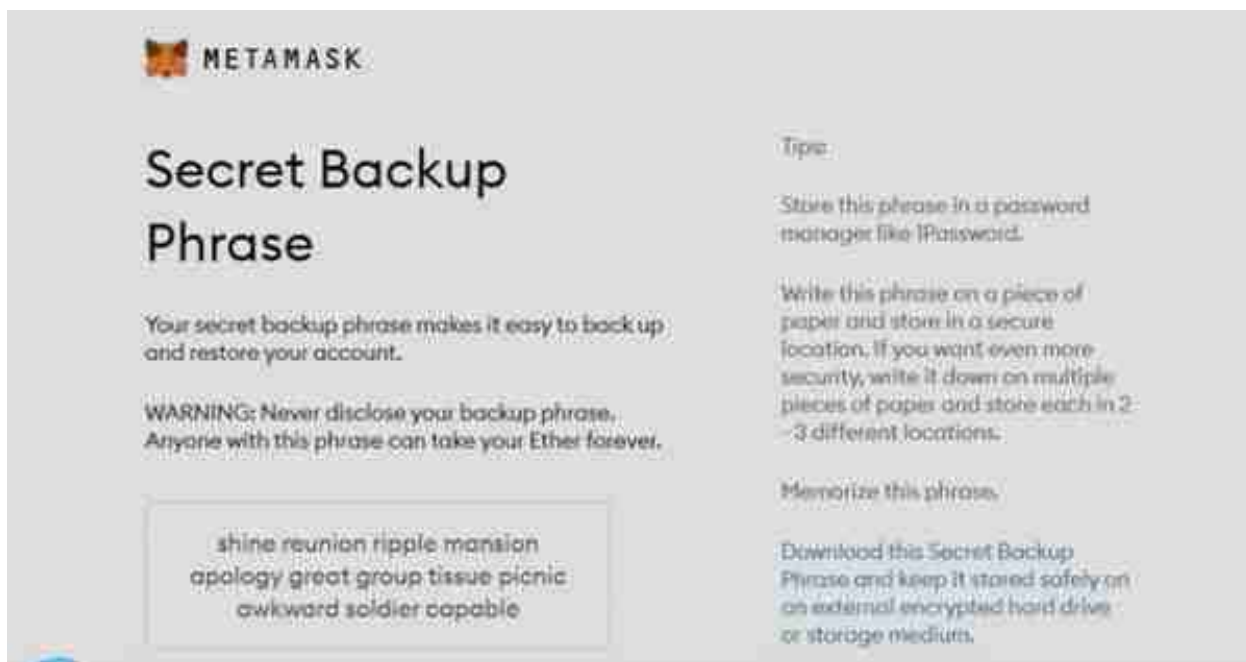 METAMASK
Secret Backup
Phrase
Your secret backup phrase makes it easy to back up
and restore your account.
WARNING: Never disclose your backup phrase.
Anyone with this phrase can take your Ether forever.
shine reunion ripple mansion
apology great group tissue picnic
awkward soldier capable
Tips:
Store this phrase in a password
manager like 1Password.
Write this phrase on a piece of
paper and store in a secure
location. If you want even more
security, write it down on multiple
pieces of paper and store each in 2
- 3 different locations.
Memorize this phrase.
Download this Secret Backup
Phrase and keep it stored safely on
an external encrypted hard drive
or storage medium.